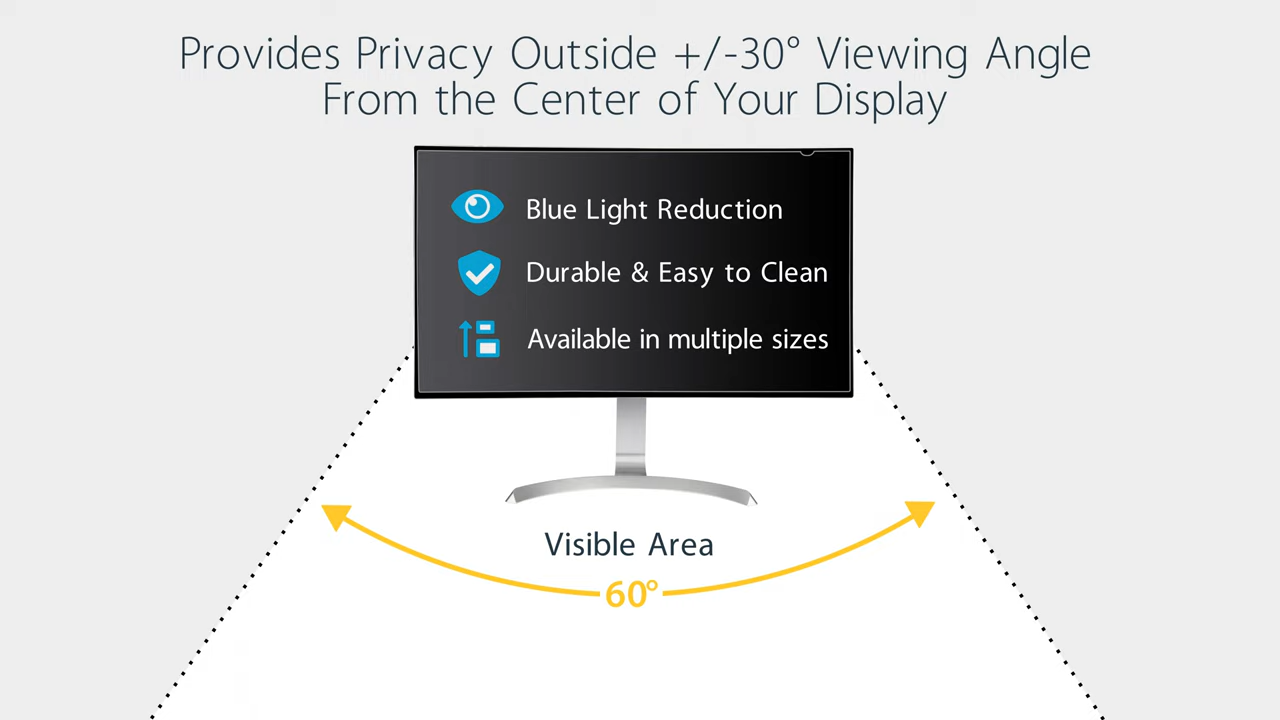 Provides Privacy Outside +/-30° Viewing Angle
From the Center of Your Display
Blue Light Reduction
Durable & Easy to Clean
Available in multiple sizes
Visible Area
60°